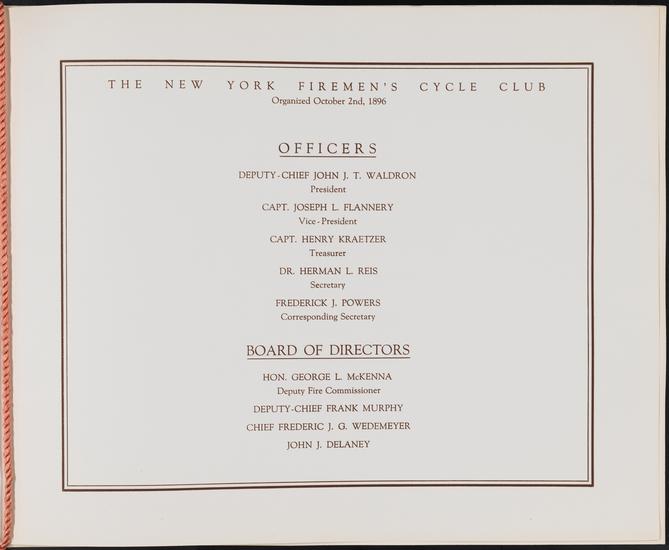 THE NEW YORK FIREMEN'S CYCLE CLUB
Organized October 2nd, 1896
OFFICERS
DEPUTY-CHIEF JOHN J. T. WALDRON
President
CAPT. JOSEPH L. FLANNERY
Vice-President
CAPT. HENRY KRAETZER
Treasurer
DR. HERMAN L. REIS
Secretary
FREDERICK J. POWERS
Corresponding Secretary
BOARD OF DIRECTORS
HON. GEORGE L. McKENNA
Deputy Fire Commissioner
DEPUTY-CHIEF FRANK MURPHY
CHIEF FREDERIC J. G. WEDEMEYER
JOHN J. DELANEY